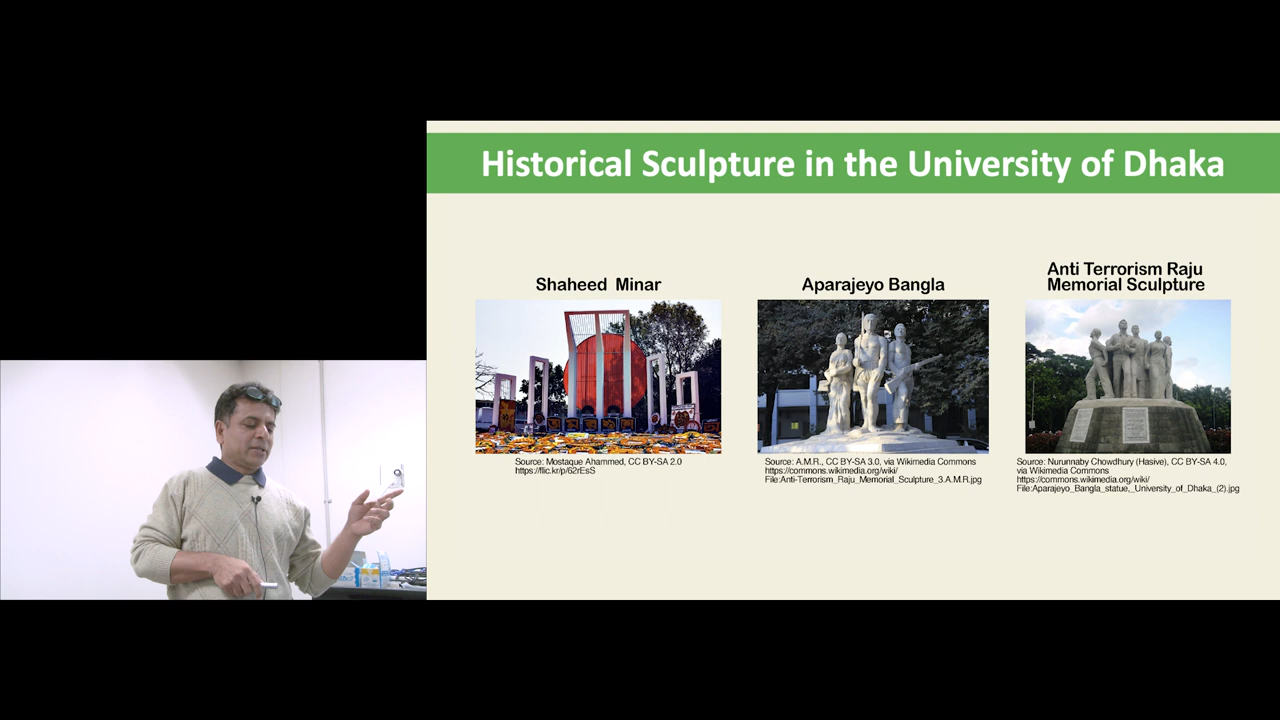 Historical Sculpture in the University of Dhaka
Shaheed Minar
Source: Mostaque Ahammed, CC BY-SA 2.0
https://flic.kr/p/62rEsS
Aparajeyo Bangla
Source: A.M.R., CC BY-SA 3.0, via Wikimedia Commons
https://commons.wikimedia.org/wiki/
File:Anti-Terrorism_Raju_Memorial_Sculpture_3.A.M.R.jpg
Anti Terrorism Raju
Memorial Sculpture
Source: Nurunnaby Chowdhury (Hasive), CC BY-SA 4.0,
via Wikimedia Commons
https://commons.wikimedia.org/wiki/
File:Aparajeyo_Bangla_statue,_University_of_Dhaka_(2).jpg